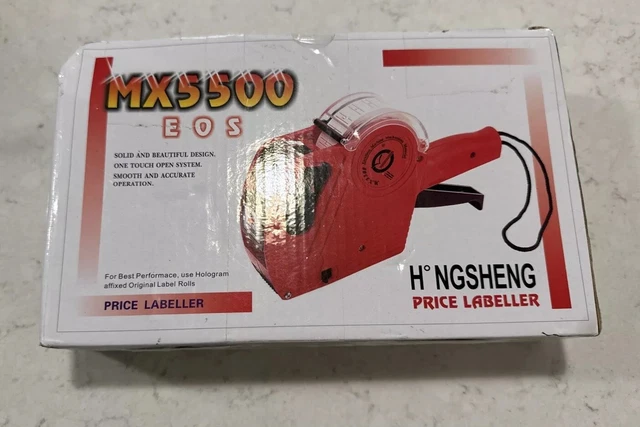 MX5500
EOS
SOLID AND BEAUTIFUL DESIGN.
ONE TOUCH OPEN SYSTEM.
SMOOTH AND ACCURATE
OPERATION.
For Best Performace, use Hologram
affixed Original Label Rolls
PRICE LABELLER
H°NGSHENG
PRICE LABELLER